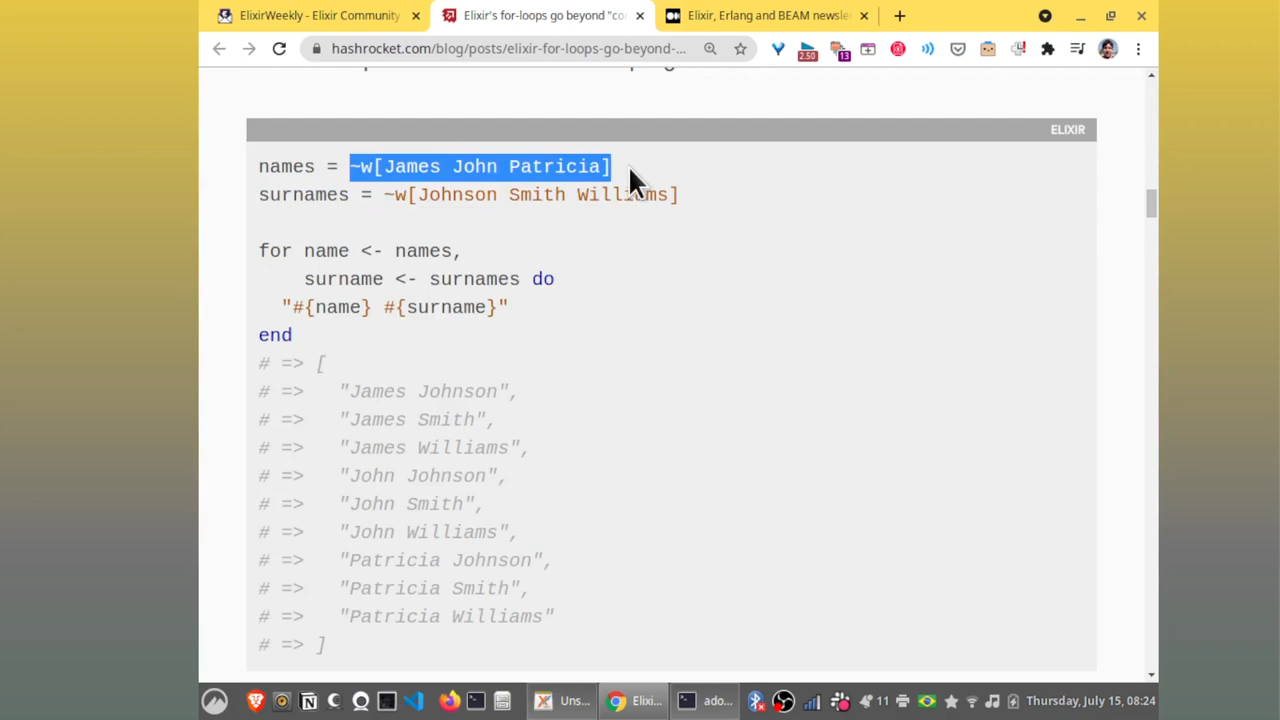 ElixirWeekly - Elixir Community
Elixir's for-loops go beyond "co
Elixir, Erlang and BEAM newsle
hashrocket.com/blog/posts/elixir-for-loops-go-beyond-...
2.50
13
ELIXIR
names = ~w[James John Patricia]
surnames = ~w[Johnson Smith Williams]
for name <- names,
surname <- surnames do
"#{name} #{surname}"
end
# => [
# => "James Johnson",
# => "James Smith",
# => "James Williams",
# => "John Johnson",
# => "John Smith",
# => "John Williams",
# => "Patricia Johnson",
# => "Patricia Smith",
# => "Patricia Williams"
# => ]
Uns...
Elixi...
ado...
11
Thursday, July 15, 08:24